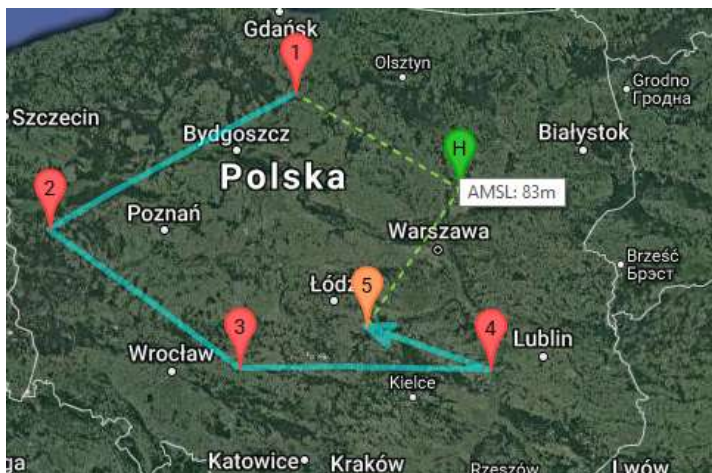 Gdańsk
1
Olsztyn
Grodno
Гродна
Szczecin
Bydgoszcz
Białystok
H
Polska
AMSL: 83m
2
Poznań
Warszawa
Brześć
Брэст
Łódź
5
3
4
Wrocław
Lublin
Kielce
Katowice
Kraków
Rzeszów
Lwów